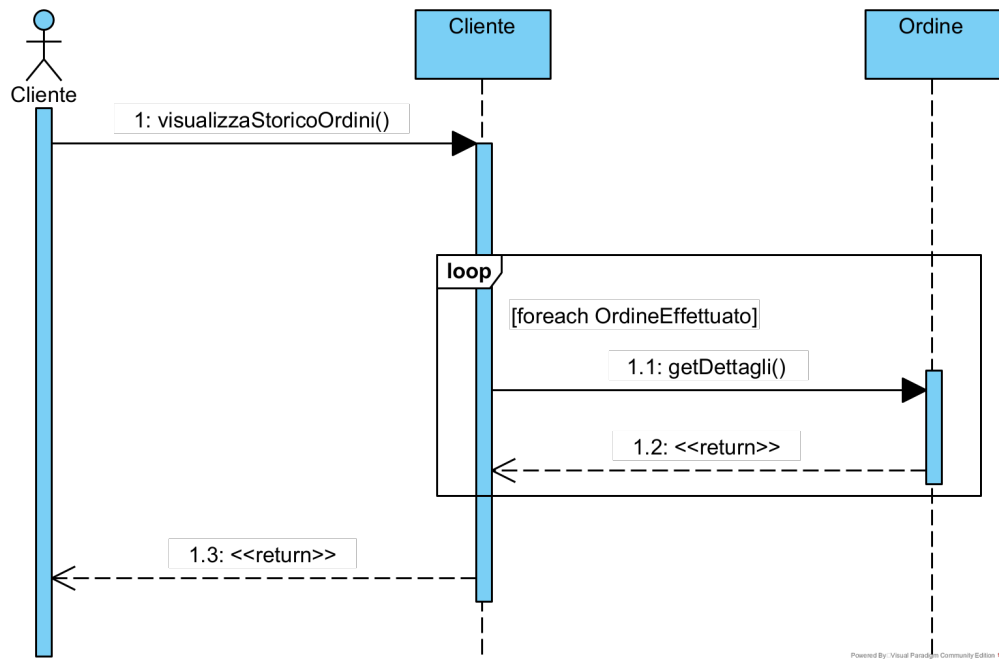 Cliente
Cliente
Ordine
1: visualizzaStoricoOrdini()
loop
[foreach OrdineEffettuato]
1.1: getDettagli()
1.2: <<return>>
1.3: <<return>>
Powered By: Visual Paradigm Community Edition